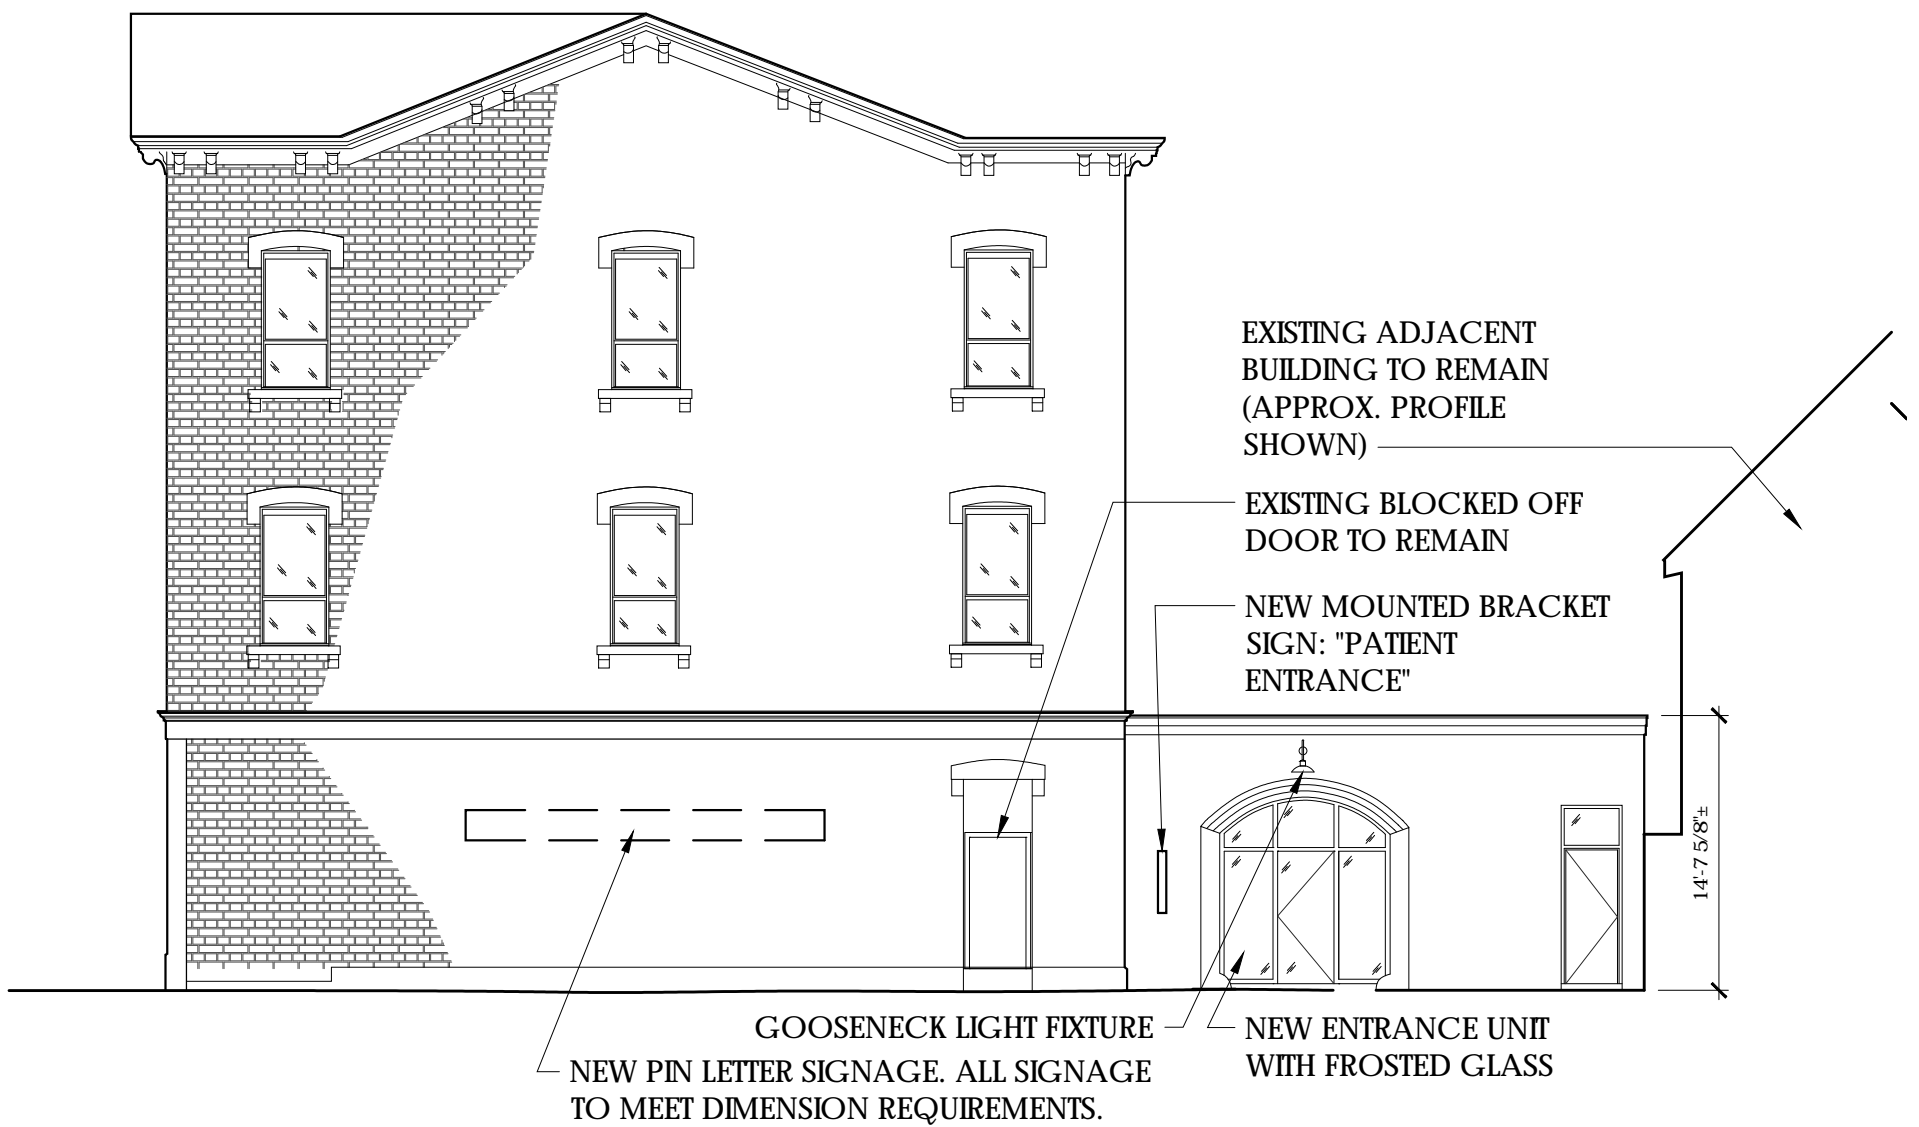 EXISTING ADJACENT
BUILDING TO REMAIN
(APPROX. PROFILE
SHOWN)
EXISTING BLOCKED OFF
DOOR TO REMAIN
NEW MOUNTED BRACKET
SIGN: "PATIENT
ENTRANCE"
14'-7 5/8"±
GOOSENECK LIGHT FIXTURE
NEW ENTRANCE UNIT
WITH FROSTED GLASS
NEW PIN LETTER SIGNAGE. ALL SIGNAGE
TO MEET DIMENSION REQUIREMENTS.